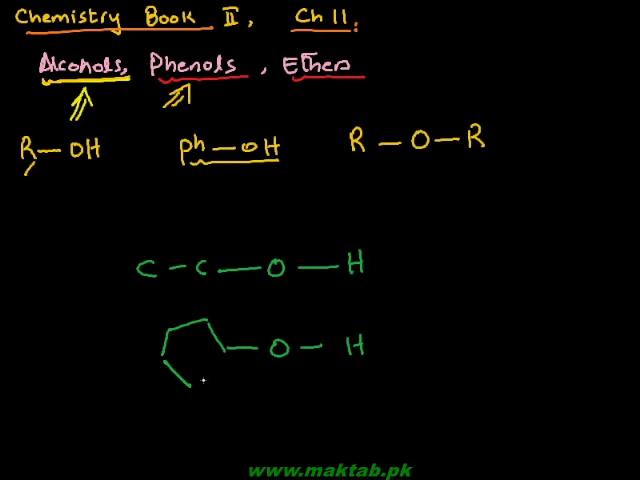 Chemistry Book II, Ch 11.
Alcohols, Phenols, Ethers
R — OH Ph — OH R — O — R
C — C — O — H
— O — H
www.maktab.pk